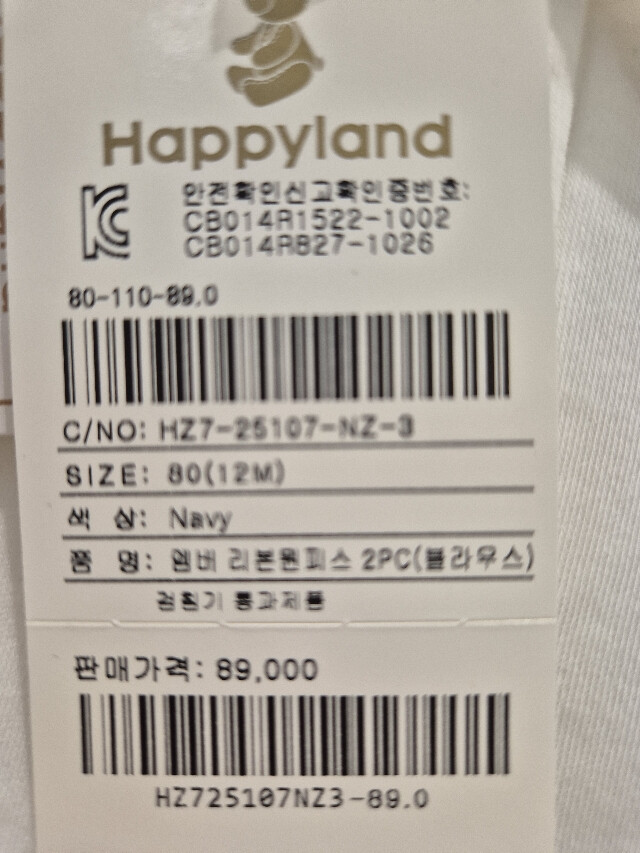 Happyland
안전확인신고확인증번호:
CB014R1522-1002
CB014R827-1026
80-110-89.0
C/NO: HZ7-25107-NZ-3
SIZE: 80(12M)
색 상: Navy
품 명: 엠버 리본원피스 2PC(블라우스)
검침기 통과제품
판매가격: 89,000
HZ725107NZ3-89.0